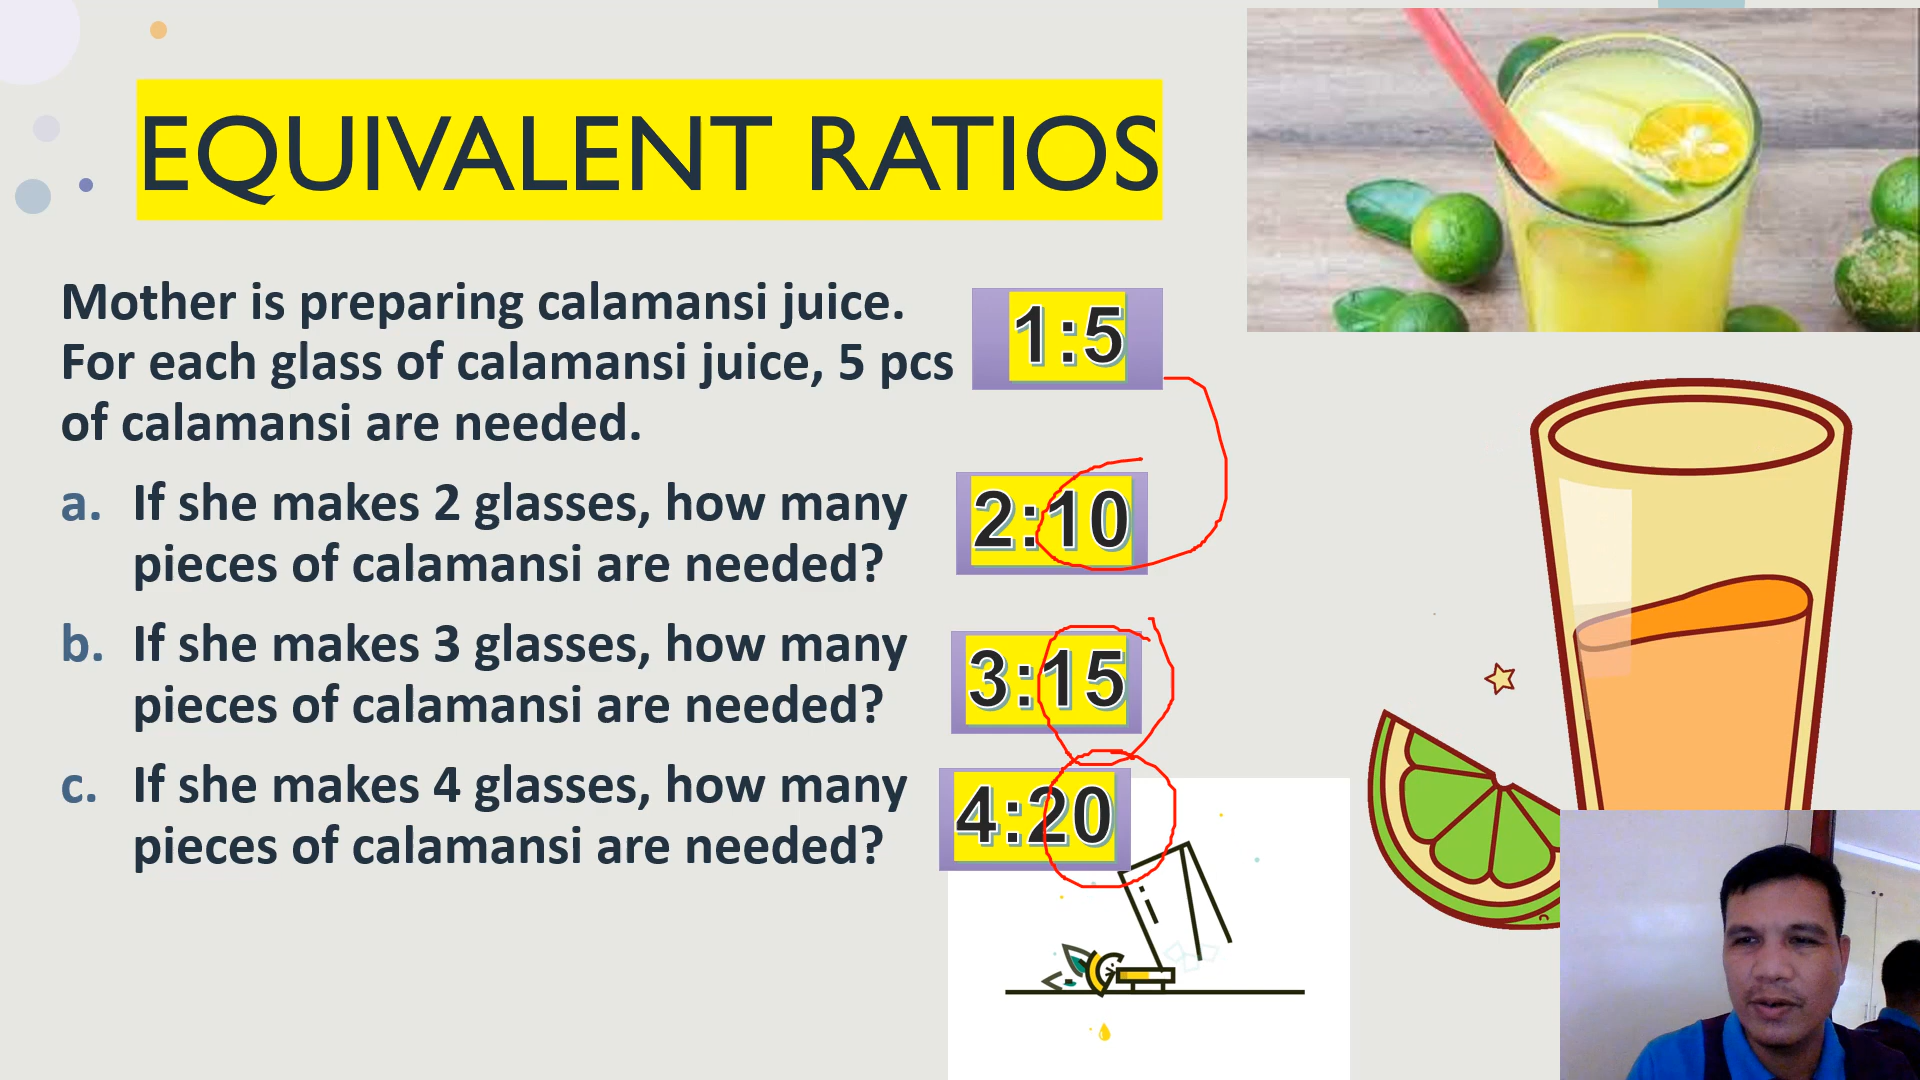 EQUIVALENT RATIOS
Mother is preparing calamansi juice.
For each glass of calamansi juice, 5 pcs
of calamansi are needed.
1:5
a. If she makes 2 glasses, how many
pieces of calamansi are needed?
2:10
b. If she makes 3 glasses, how many
pieces of calamansi are needed?
3:15
c. If she makes 4 glasses, how many
pieces of calamansi are needed?
4:20